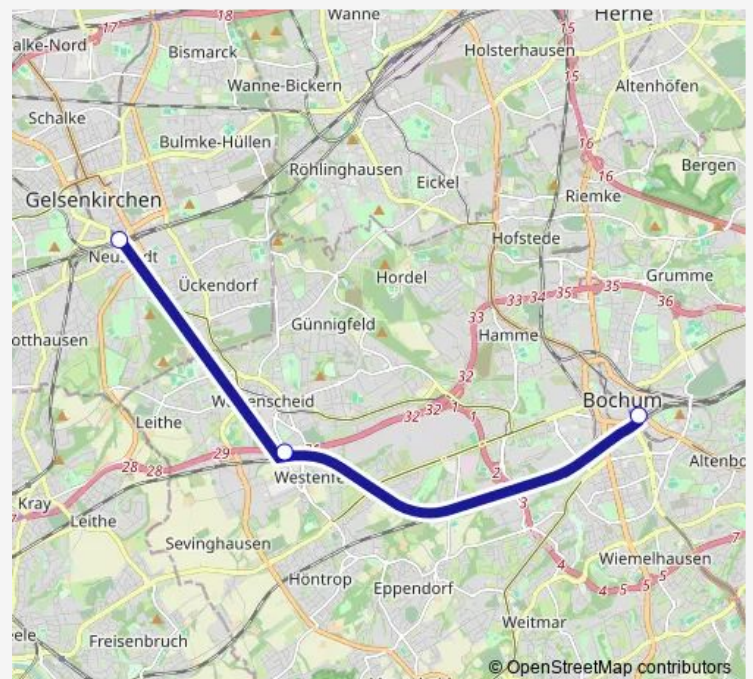 Wanne
Herne
17
18
alke-Nord
15
Bismarck
Holsterhausen
15
Wanne-Bickern
Altenhöfen
Schalke
Bulmke-Hüllen
16
Röhlinghausen
Bergen
16
Eickel
Riemke
Gelsenkirchen
Hofstede
Neustadt
Hordel
Grumme
Ückendorf
33 34 35
35
36
33
Günnigfeld
Hamme
otthausen
32
Bochum
32 32 1
1
Leithe
29
28 28
2
Altenbo
Kray
3
Leithe
Sevinghausen
7
Wiemelhausen
4
5 5
4
5
Höntrop
Eppendorf
Weitmar
ele
Freisenbruch
© OpenStreetMap contributors